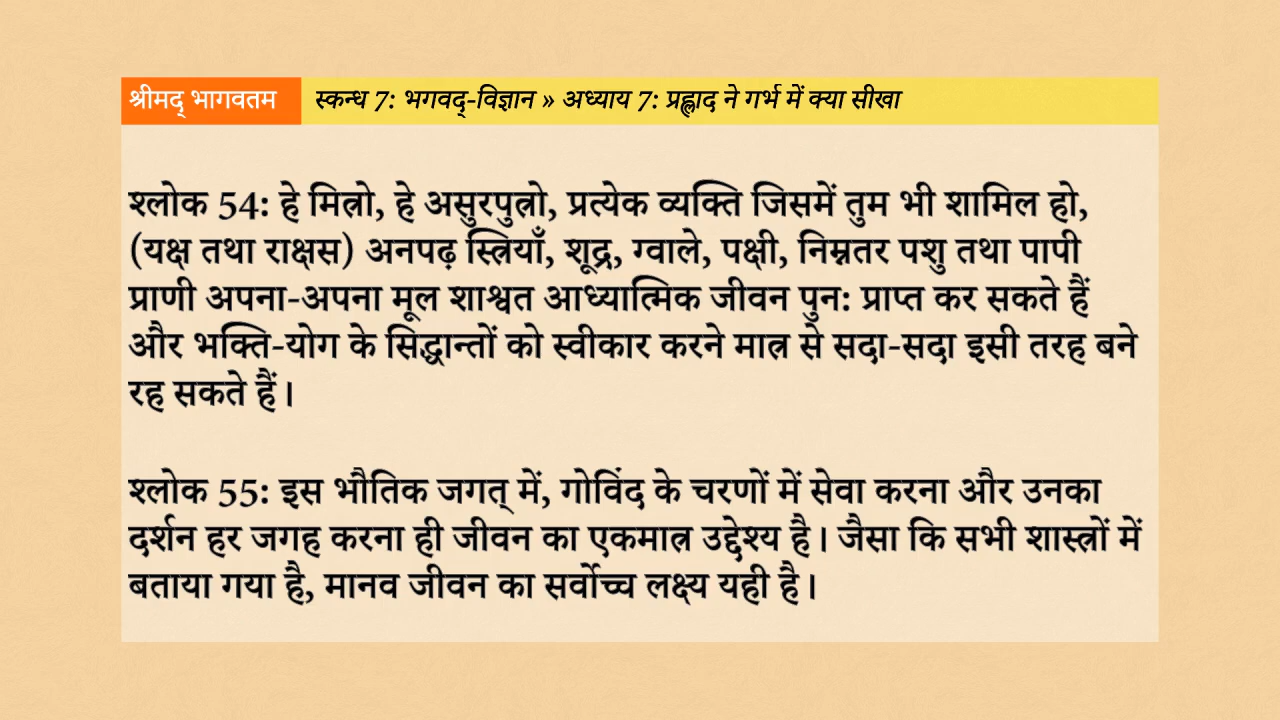 श्रीमद् भागवतम
स्कन्ध 7: भगवद्-विज्ञान » अध्याय 7: प्रह्लाद ने गर्भ में क्या सीखा
श्लोक 54: हे मित्रो, हे असुरपुत्रो, प्रत्येक व्यक्ति जिसमें तुम भी शामिल हो,
(यक्ष तथा राक्षस) अनपढ़ स्त्रियाँ, शूद्र, ग्वाले, पक्षी, निम्नतर पशु तथा पापी
प्राणी अपना-अपना मूल शाश्वत आध्यात्मिक जीवन पुन: प्राप्त कर सकते हैं
और भक्ति-योग के सिद्धान्तों को स्वीकार करने मात्र से सदा-सदा इसी तरह बने
रह सकते हैं।
श्लोक 55: इस भौतिक जगत् में, गोविंद के चरणों में सेवा करना और उनका
दर्शन हर जगह करना ही जीवन का एकमात्र उद्देश्य है। जैसा कि सभी शास्त्रों में
बताया गया है, मानव जीवन का सर्वोच्च लक्ष्य यही है।